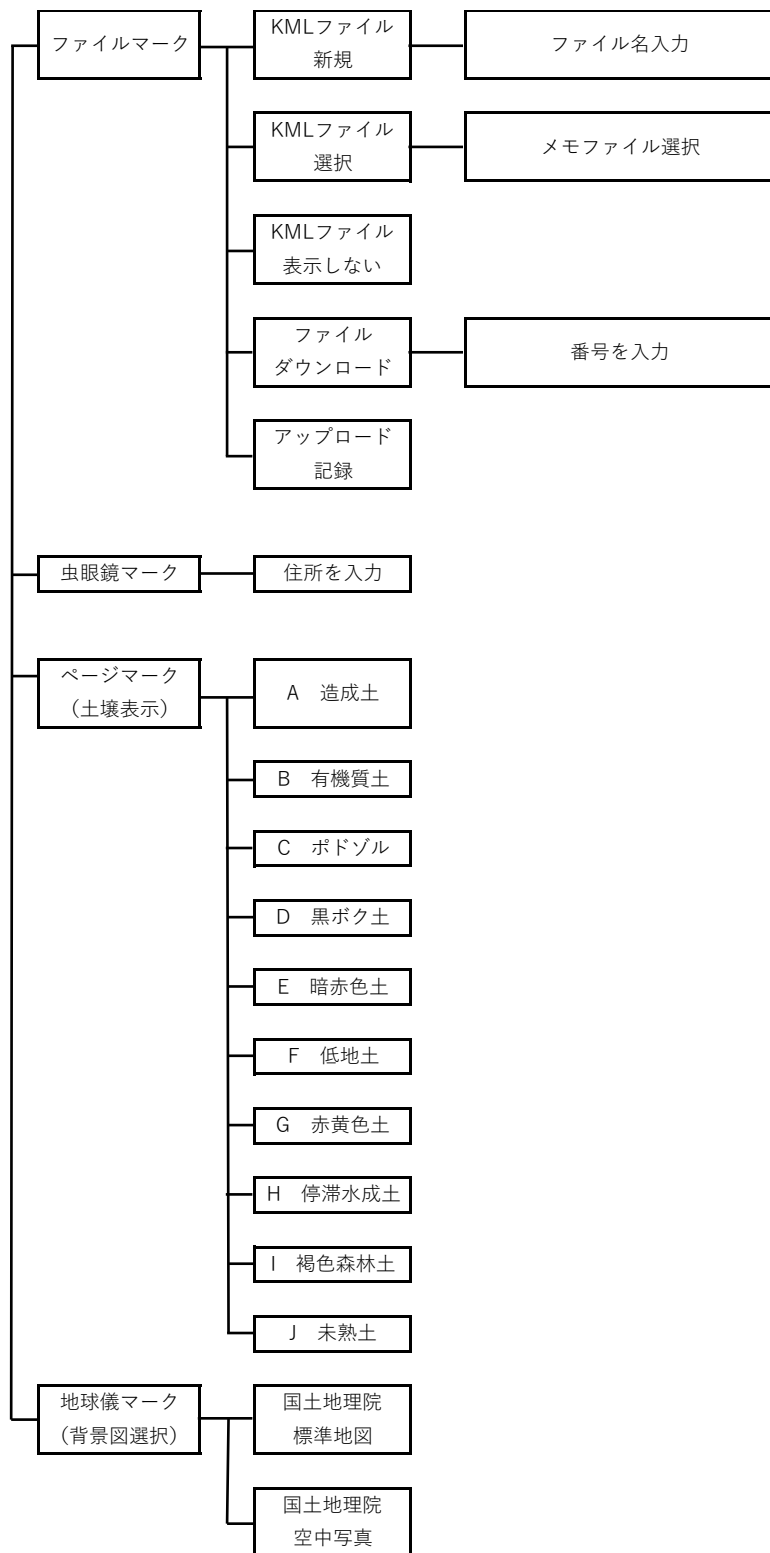 ファイルマーク
KMLファイル
新規
ファイル名入力
KMLファイル
選択
メモファイル選択
KMLファイル
表示しない
ファイル
ダウンロード
番号を入力
アップロード
記録
虫眼鏡マーク
住所を入力
ページマーク
(土壌表示)
A 造成土
B 有機質土
C ポドゾル
D 黒ボク土
E 暗赤色土
F 低地土
G 赤黄色土
H 停滞水成土
I 褐色森林土
J 未熟土
地球儀マーク
(背景図選択)
国土地理院
標準地図
国土地理院
空中写真